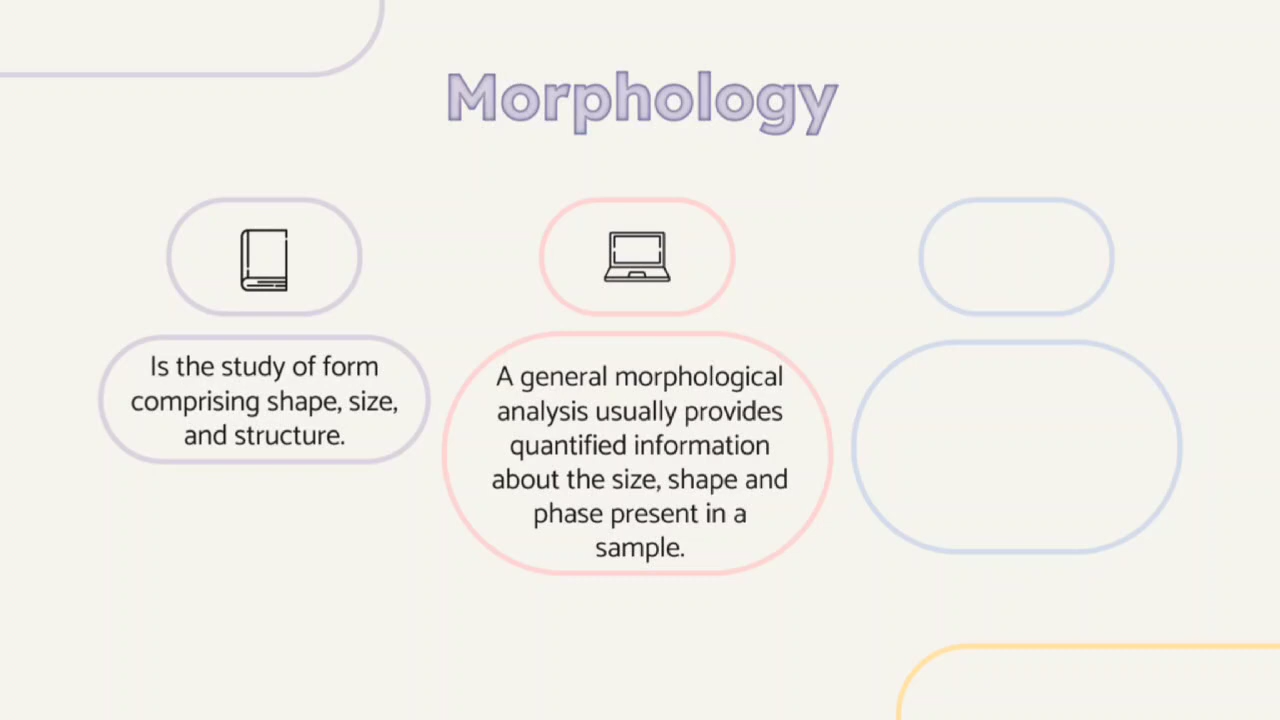 Morphology
Is the study of form
comprising shape, size,
and structure.
A general morphological
analysis usually provides
quantified information
about the size, shape and
phase present in a
sample.